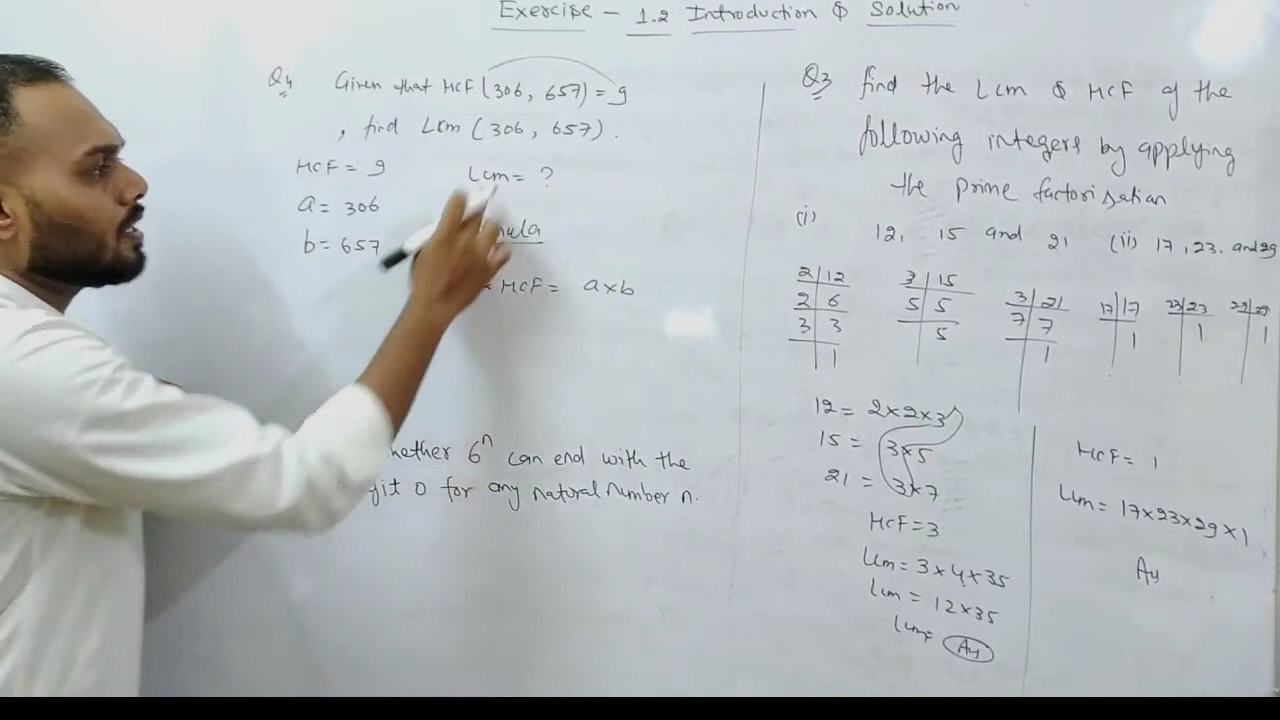 Exercise - 1.2 Introduction & Solution
Q4 Given that HCF (306, 657) = 9
, find LCM (306, 657).
HCF = 9 LCM = ?
a = 306
b = 657
HCF = a×b
6ⁿ can end with the
0 for any natural number n.
Q3 find the LCM & HCF of the
following integers by applying
the prime factorisation
(i) 12, 15 and 21 (ii) 17, 23. and 29
2 | 12
2 | 6
3 | 3
| 1
3 | 15
5 | 5
| 5
3 | 21
7 | 7
| 1
17 | 17
| 1
23 | 23
| 1
29 | 29
| 1
12 = 2×2×3
15 = 3×5
21 = 3×7
HCF = 3
LCM = 3×4×35
LCM = 12×35
LCM =
HCF = 1
LCM = 17×23×29×1